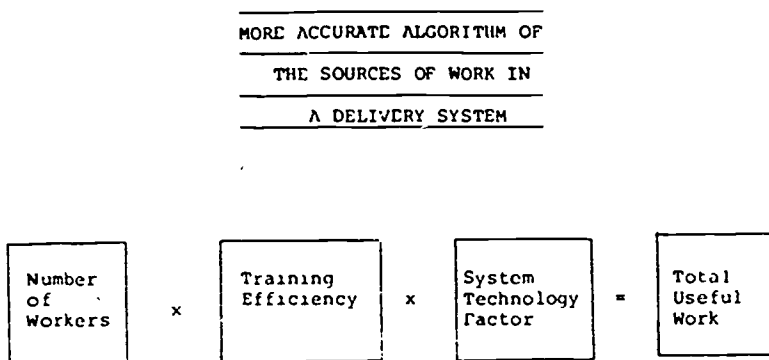 MORE ACCURATE ALGORITHM OF
THE SOURCES OF WORK IN
A DELIVERY SYSTEM
Number
of
Workers
x
Training
Efficiency
x
System
Technology
Factor
=
Total
Useful
Work